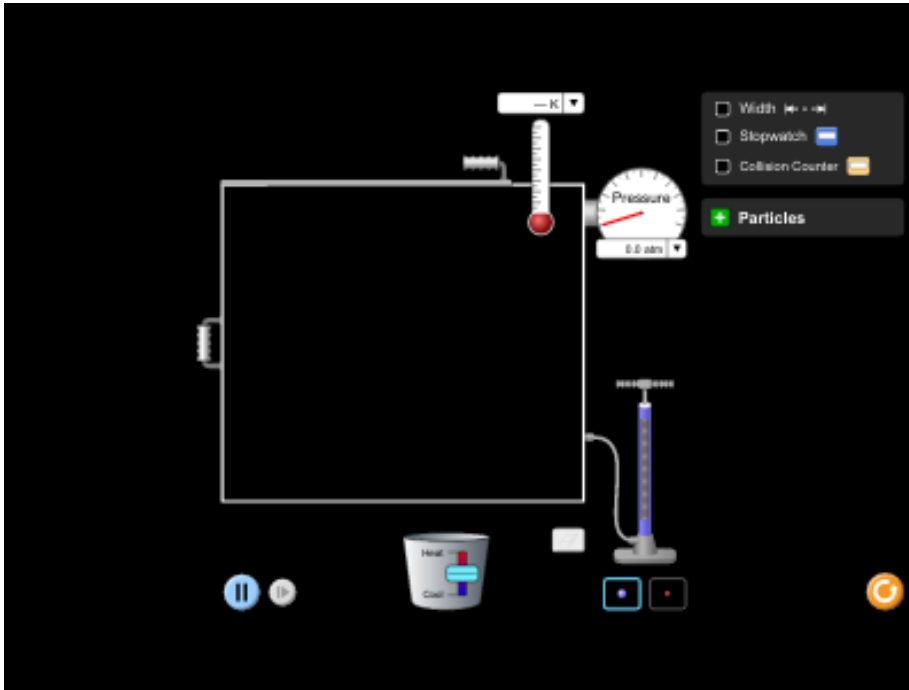 — K
Width
Stopwatch
Collision Counter
Pressure
Particles
0.0 atm
Heat
Cool